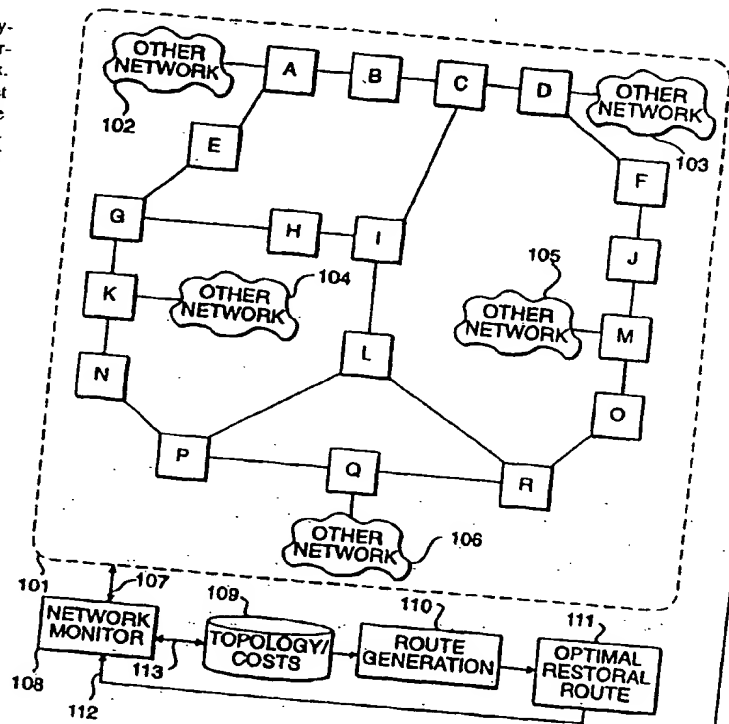 OTHER
NETWORK
102
A
B
C
D
OTHER
NETWORK
103
E
F
G
H
I
J
K
OTHER
NETWORK
104
105
OTHER
NETWORK
M
N
L
O
P
Q
R
OTHER
NETWORK
106
101
107
109
110
111
NETWORK
MONITOR
108
113
112
TOPOLOGY/
COSTS
ROUTE
GENERATION
OPTIMAL
RESTORAL
ROUTE